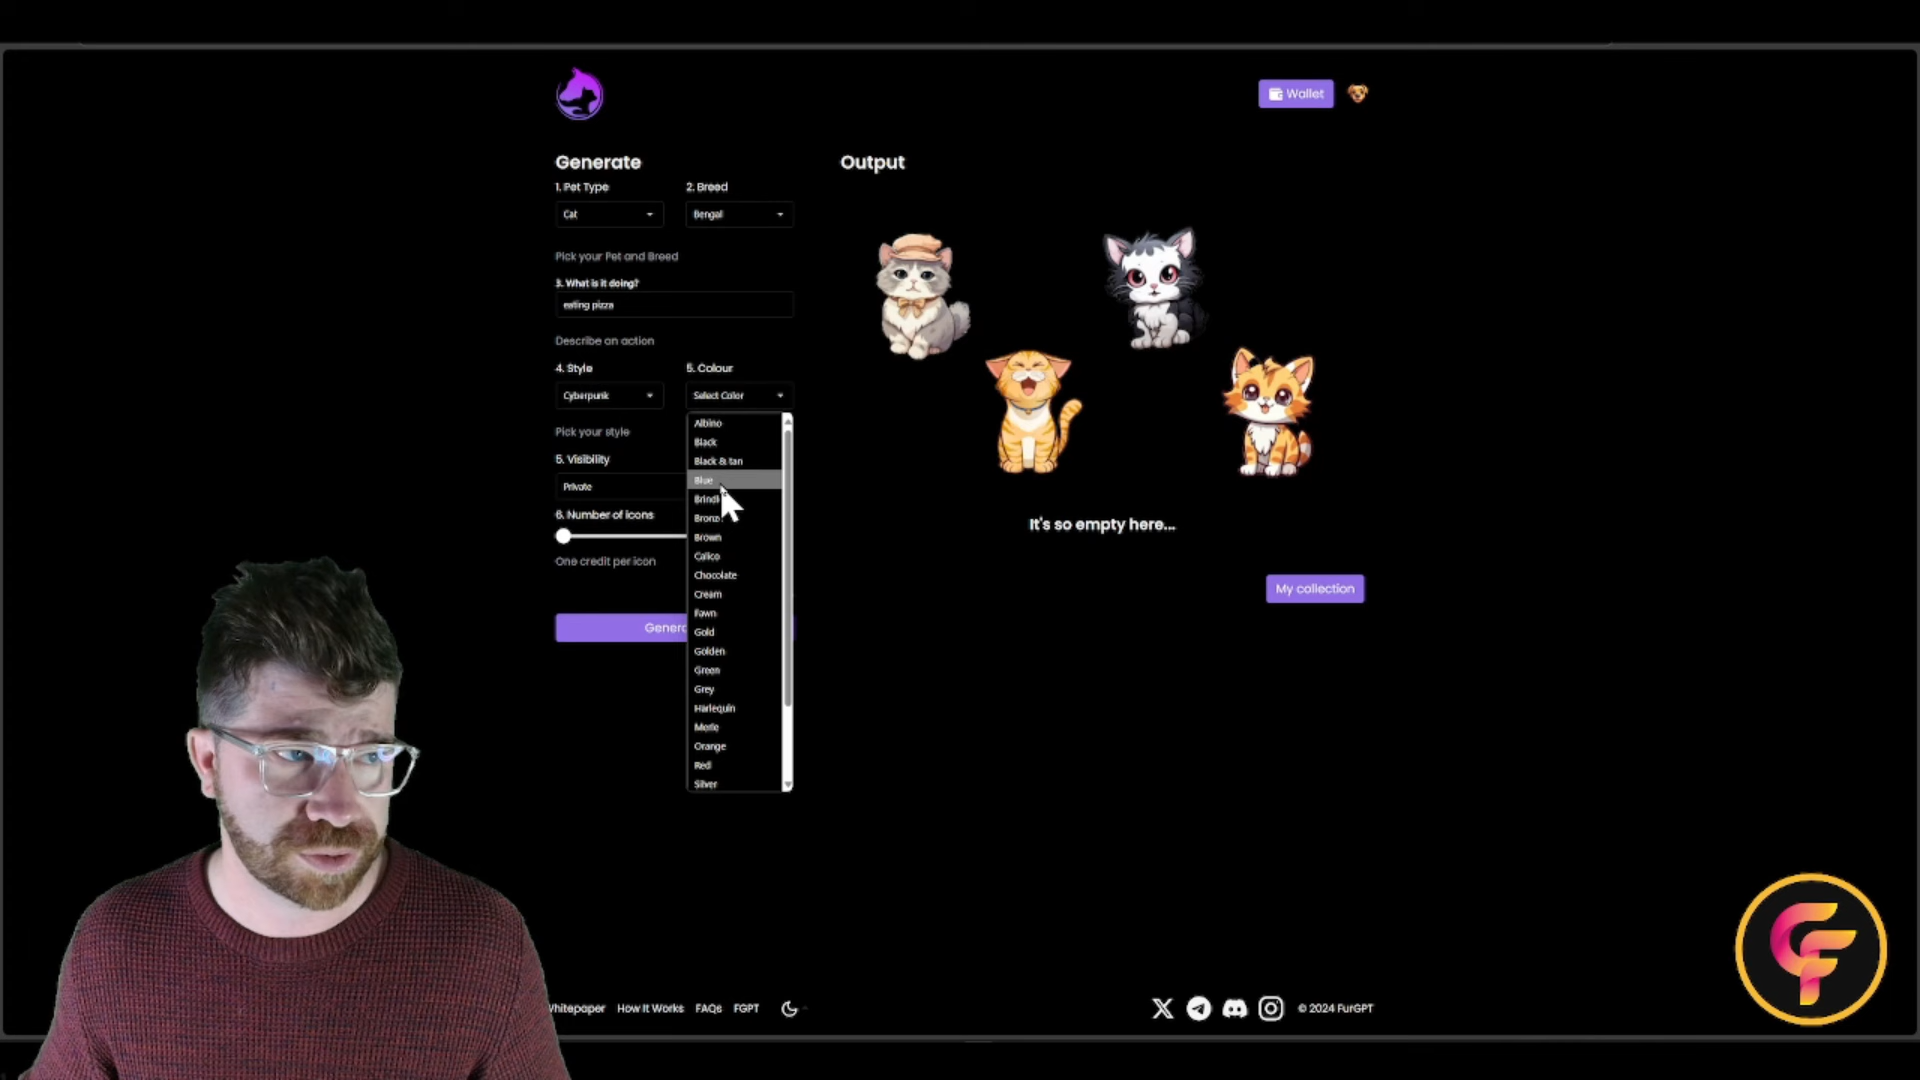 Wallet
Generate
Output
1. Pet Type
2. Breed
Cat
Bengal
Pick your Pet and Breed
3. What is it doing?
eating pizza
Describe an action
4. Style
5. Colour
Cyberpunk
Select Color
Albino
Pick your style
Black
5. Visibility
Black & tan
Blue
Private
6. Number of icons
Brown
One credit per icon
Calico
Chocolate
Cream
Fawn
Gold
Golden
Green
Grey
Harlequin
Merle
Orange
Red
Silver
It's so empty here...
My collection
How It Works
FAQs
FGPT
© 2024 FurGPT